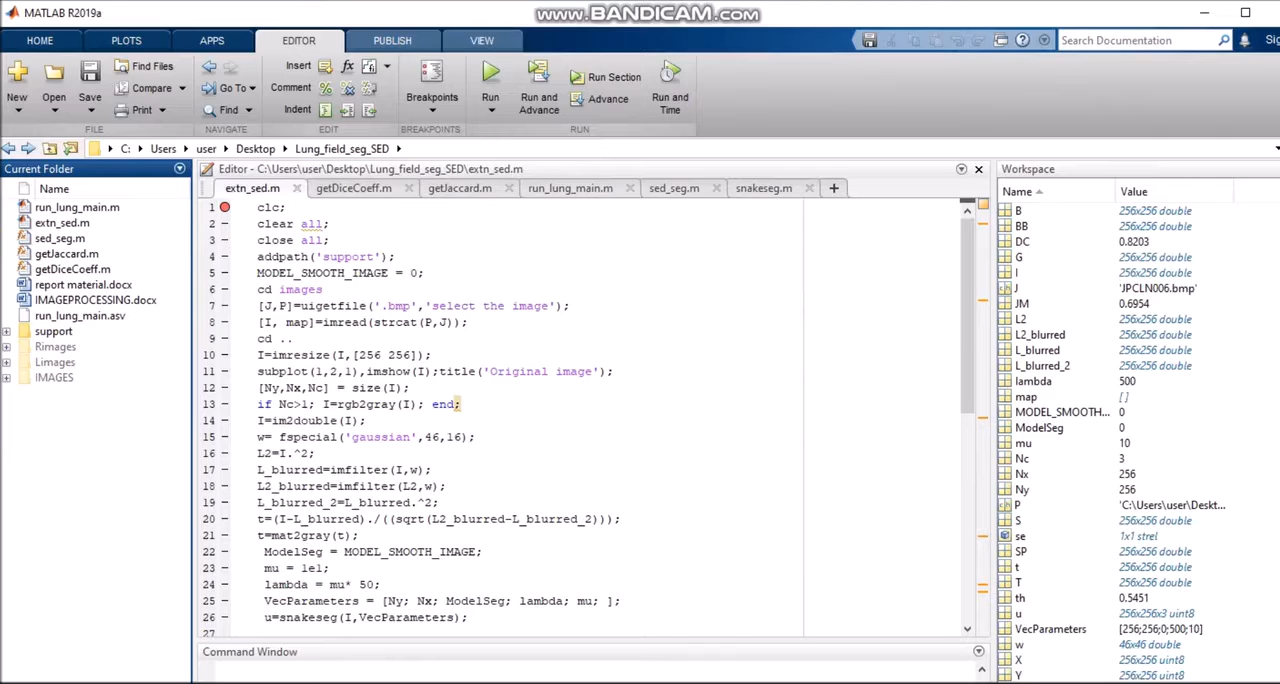 MATLAB R2019a
www.BANDICAM.com
HOME PLOTS APPS EDITOR PUBLISH VIEW
Search Documentation
New Open Save
Find Files
Compare
Print
Go To
Find
Insert
Comment
Indent
Breakpoints
Run
Run and Advance
Run Section
Advance
Run and Time
FILE NAVIGATE EDIT BREAKPOINTS RUN
C: Users user Desktop Lung_field_seg_SED
Current Folder
Name
run_lung_main.m
extn_sed.m
sed_seg.m
getJaccard.m
getDiceCoeff.m
report material.docx
IMAGEPROCESSING.docx
run_lung_main.asv
support
Rimages
Limages
IMAGES
Editor - C:\Users\user\Desktop\Lung_field_seg_SED\extn_sed.m
extn_sed.m getDiceCoeff.m getJaccard.m run_lung_main.m sed_seg.m snakeseg.m
1 clc;
2 - clear all;
3 - close all;
4 - addpath('support');
5 - MODEL_SMOOTH_IMAGE = 0;
6 - cd images
7 - [J,P]=uigetfile('.bmp','select the image');
8 - [I, map]=imread(strcat(P,J));
9 - cd ..
10 - I=imresize(I,[256 256]);
11 - subplot(1,2,1),imshow(I);title('Original image');
12 - [Ny,Nx,Nc] = size(I);
13 - if Nc>1; I=rgb2gray(I); end;
14 - I=im2double(I);
15 - w= fspecial('gaussian',46,16);
16 - L2=I.^2;
17 - L_blurred=imfilter(I,w);
18 - L2_blurred=imfilter(L2,w);
19 - L_blurred_2=L_blurred.^2;
20 - t=(I-L_blurred)./((sqrt(L2_blurred-L_blurred_2)));
21 - t=mat2gray(t);
22 - ModelSeg = MODEL_SMOOTH_IMAGE;
23 - mu = 1e1;
24 - lambda = mu* 50;
25 - VecParameters = [Ny; Nx; ModelSeg; lambda; mu; ];
26 - u=snakeseg(I,VecParameters);
27
Command Window
Workspace
Name Value
B 256x256 double
BB 256x256 double
DC 0.8203
G 256x256 double
I 256x256 double
J 'JPCLN006.bmp'
JM 0.6954
L2 256x256 double
L2_blurred 256x256 double
L_blurred 256x256 double
L_blurred_2 256x256 double
lambda 500
map []
MODEL_SMOOTH... 0
ModelSeg 0
mu 10
Nc 3
Nx 256
Ny 256
P 'C:\Users\user\Deskt...
S 256x256 double
se 1x1 strel
SP 256x256 double
t 256x256 double
T 256x256 double
th 0.5451
u 256x256x3 uint8
VecParameters [256;256;0;500;10]
w 46x46 double
X 256x256 uint8
Y 256x256 uint8